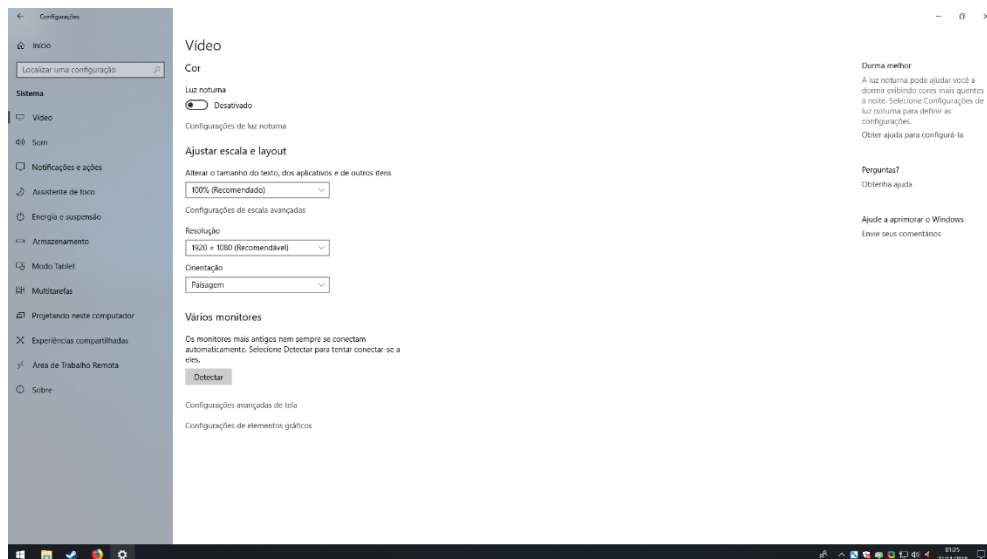 Configurações
Início
Localizar uma configuração
Sistema
Vídeo
Som
Notificações e ações
Assistente de foco
Energia e suspensão
Armazenamento
Modo Tablet
Multitarefas
Projetando neste computador
Experiências compartilhadas
Área de Trabalho Remota
Sobre
Vídeo
Cor
Luz noturna
Desativado
Configurações de luz noturna
Ajustar escala e layout
Alterar o tamanho do texto, dos aplicativos e de outros itens
100% (Recomendado)
Configurações de escala avançadas
Resolução
1920 × 1080 (Recomendável)
Orientação
Paisagem
Vários monitores
Os monitores mais antigos nem sempre se conectam
automaticamente. Selecione Detectar para tentar conectar-se a
eles.
Detectar
Configurações avançadas de tela
Configurações de elementos gráficos
Durma melhor
A luz noturna pode ajudar você a
dormir exibindo cores mais quentes
à noite. Selecione Configurações de
luz noturna para definir as
configurações.
Obter ajuda para configurá-la
Perguntas?
Obtenha ajuda
Ajude a aprimorar o Windows
Envie seus comentários
01:25